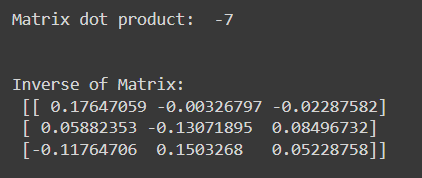 Matrix dot product:  -7
Inverse of Matrix:
[[ 0.17647059 -0.00326797 -0.02287582]
[ 0.05882353 -0.13071895  0.08496732]
[-0.11764706  0.1503268   0.05228758]]